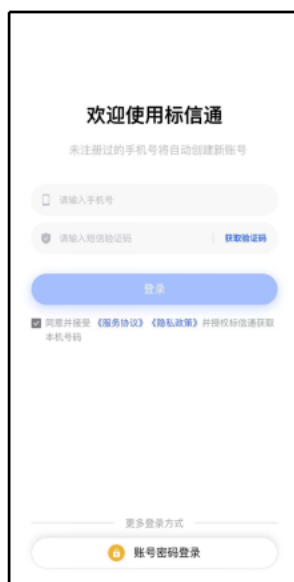 欢迎使用标信通
未注册过的手机号将自动创建新账号
请输入手机号
请输入短信验证码 获取验证码
登录
同意并接受《服务协议》《隐私政策》并授权标信通获取
本机号码
更多登录方式
账号密码登录